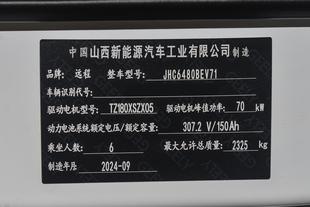 中国山西新能源汽车工业有限公司制造
品牌：远程 整车型号：JHC6480BEV71
车辆识别代号：
驱动电机型号：TZ180XSZX05 驱动电机峰值功率：70 kW
动力电池系统额定电压/额定容量：307.2 V/150Ah
乘坐人数：6 最大允许总质量：2325 kg
制造年月：2024-09